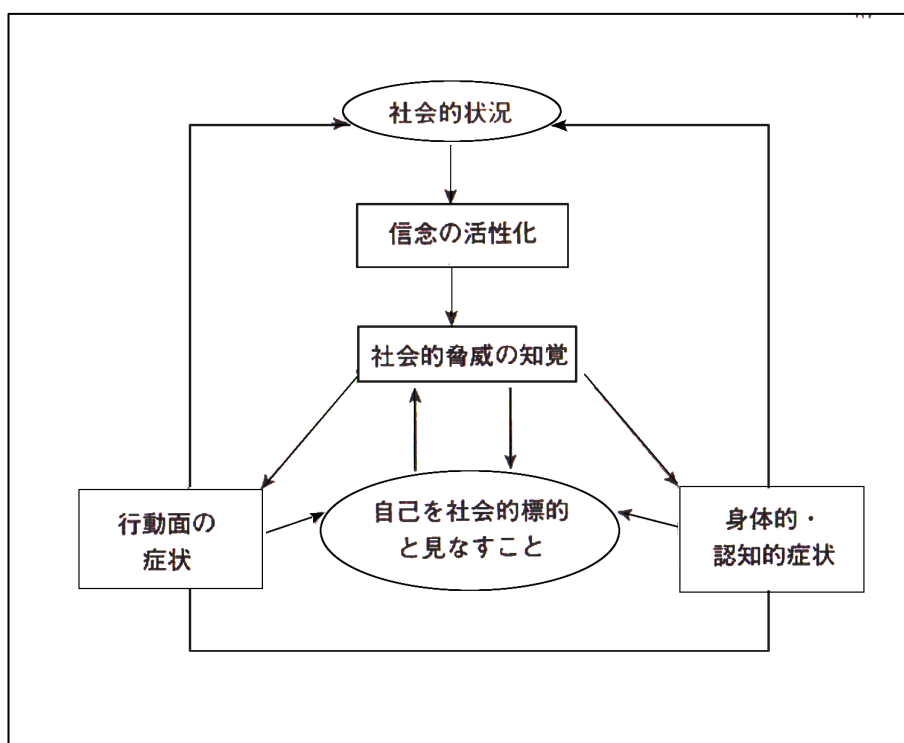 社会的状況
信念の活性化
社会的脅威の知覚
行動面の
症状
自己を社会的標的
と見なすこと
身体的・
認知的症状